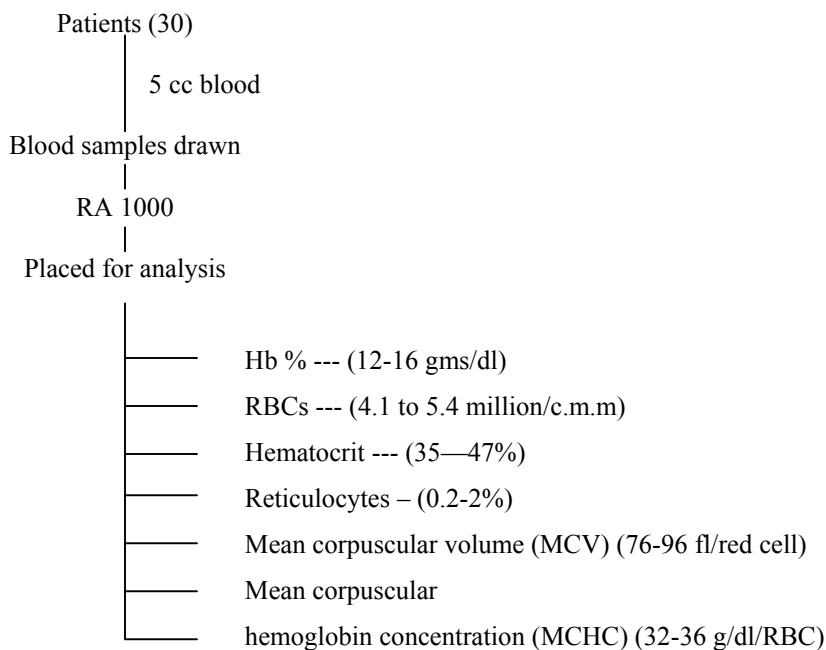 Patients (30)
5 cc blood
Blood samples drawn
RA 1000
Placed for analysis
Hb % --- (12-16 gms/dl)
RBCs --- (4.1 to 5.4 million/c.m.m)
Hematocrit --- (35—47%)
Reticulocytes – (0.2-2%)
Mean corpuscular volume (MCV) (76-96 fl/red cell)
Mean corpuscular
hemoglobin concentration (MCHC) (32-36 g/dl/RBC)